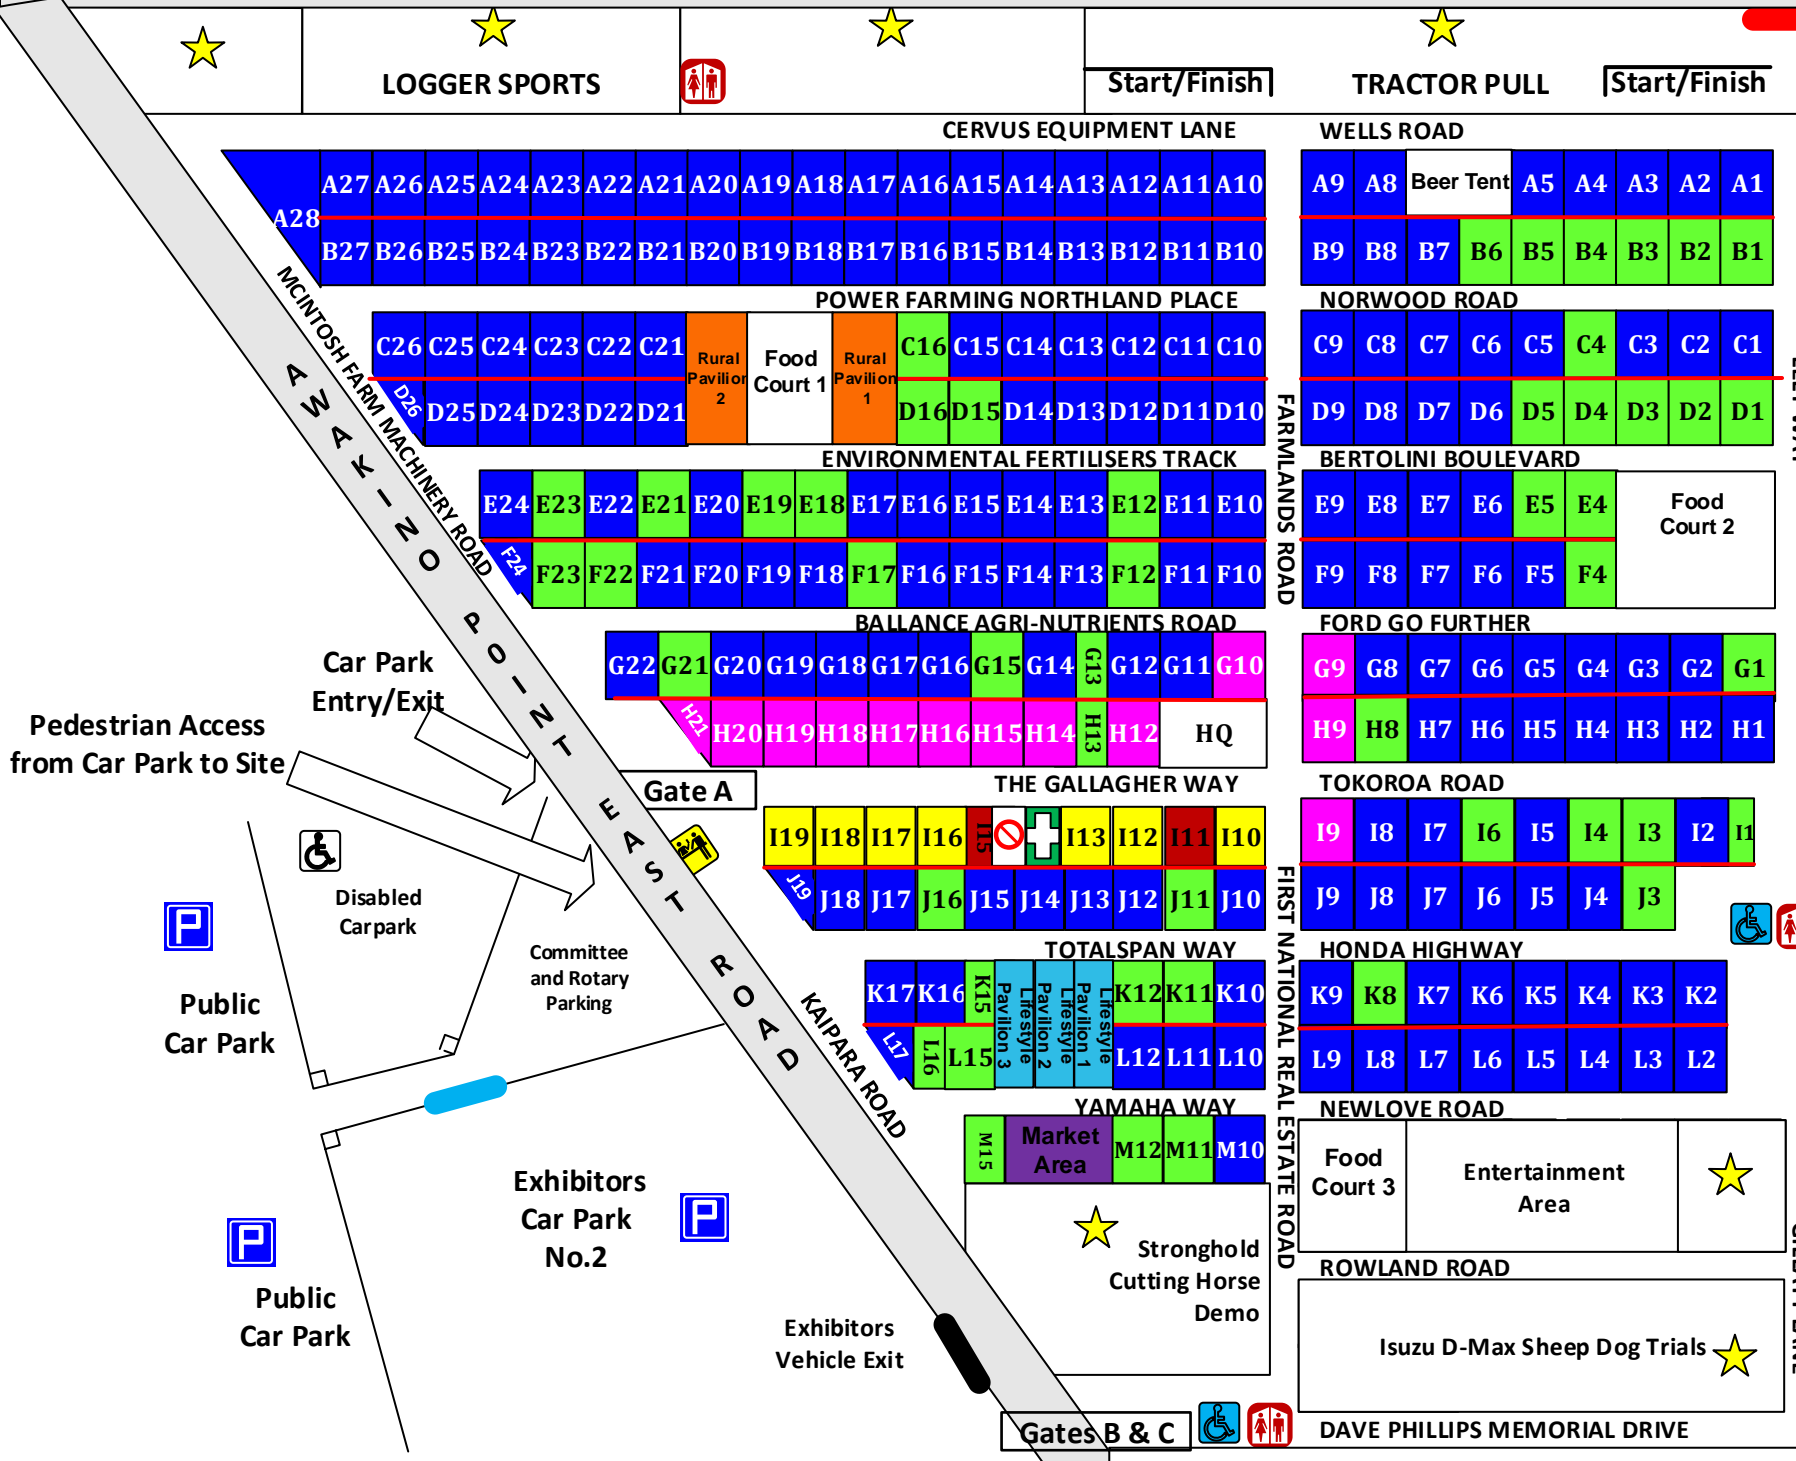 LOGGER SPORTS
Start/Finish
TRACTOR PULL
Start/Finish
CERVUS EQUIPMENT LANE
WELLS ROAD
A28 A27 A26 A25 A24 A23 A22 A21 A20 A19 A18 A17 A16 A15 A14 A13 A12 A11 A10
A9 A8 Beer Tent A5 A4 A3 A2 A1
B27 B26 B25 B24 B23 B22 B21 B20 B19 B18 B17 B16 B15 B14 B13 B12 B11 B10
B9 B8 B7 B6 B5 B4 B3 B2 B1
POWER FARMING NORTHLAND PLACE
NORWOOD ROAD
C26 C25 C24 C23 C22 C21
Rural
Pavilion
2
Food
Court 1
Rural
Pavilion
1
C16 C15 C14 C13 C12 C11 C10
C9 C8 C7 C6 C5 C4 C3 C2 C1
D26 D25 D24 D23 D22 D21
D16 D15 D14 D13 D12 D11 D10
D9 D8 D7 D6 D5 D4 D3 D2 D1
MCINTOSH FARM MACHINERY ROAD
AWAKINO POINT EAST ROAD
FARMLANDS ROAD
ENVIRONMENTAL FERTILISERS TRACK
BERTOLINI BOULEVARD
E24 E23 E22 E21 E20 E19 E18 E17 E16 E15 E14 E13 E12 E11 E10
E9 E8 E7 E6 E5 E4
Food
Court 2
F24 F23 F22 F21 F20 F19 F18 F17 F16 F15 F14 F13 F12 F11 F10
F9 F8 F7 F6 F5 F4
BALLANCE AGRI-NUTRIENTS ROAD
FORD GO FURTHER
G22 G21 G20 G19 G18 G17 G16 G15 G14 G13 G12 G11 G10
G9 G8 G7 G6 G5 G4 G3 G2 G1
H21 H20 H19 H18 H17 H16 H15 H14 H13 H12 HQ
H9 H8 H7 H6 H5 H4 H3 H2 H1
Car Park
Entry/Exit
Pedestrian Access
from Car Park to Site
Gate A
THE GALLAGHER WAY
TOKOROA ROAD
I19 I18 I17 I16 I15 I13 I12 I11 I10
I9 I8 I7 I6 I5 I4 I3 I2 I1
J19 J18 J17 J16 J15 J14 J13 J12 J11 J10
J9 J8 J7 J6 J5 J4 J3
Disabled
Carpark
P
Committee
and Rotary
Parking
Public
Car Park
FIRST NATIONAL REAL ESTATE ROAD
TOTALSPAN WAY
HONDA HIGHWAY
K17 K16 K15
Lifestyle
Pavilion 3
Lifestyle
Pavilion 2
Lifestyle
Pavilion 1
K12 K11 K10
K9 K8 K7 K6 K5 K4 K3 K2
L17 L16 L15 L12 L11 L10
L9 L8 L7 L6 L5 L4 L3 L2
KAIPARA ROAD
YAMAHA WAY
NEWLOVE ROAD
M15
Market
Area
M12 M11 M10
Food
Court 3
Entertainment
Area
Exhibitors
Car Park
No.2
P
P
Public
Car Park
Stronghold
Cutting Horse
Demo
ROWLAND ROAD
Isuzu D-Max Sheep Dog Trials
Exhibitors
Vehicle Exit
Gates B & C
DAVE PHILLIPS MEMORIAL DRIVE